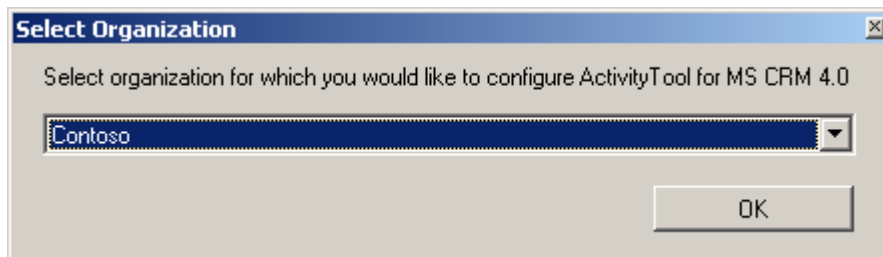 Select Organization
Select organization for which you would like to configure ActivityTool for MS CRM 4.0
Contoso
OK